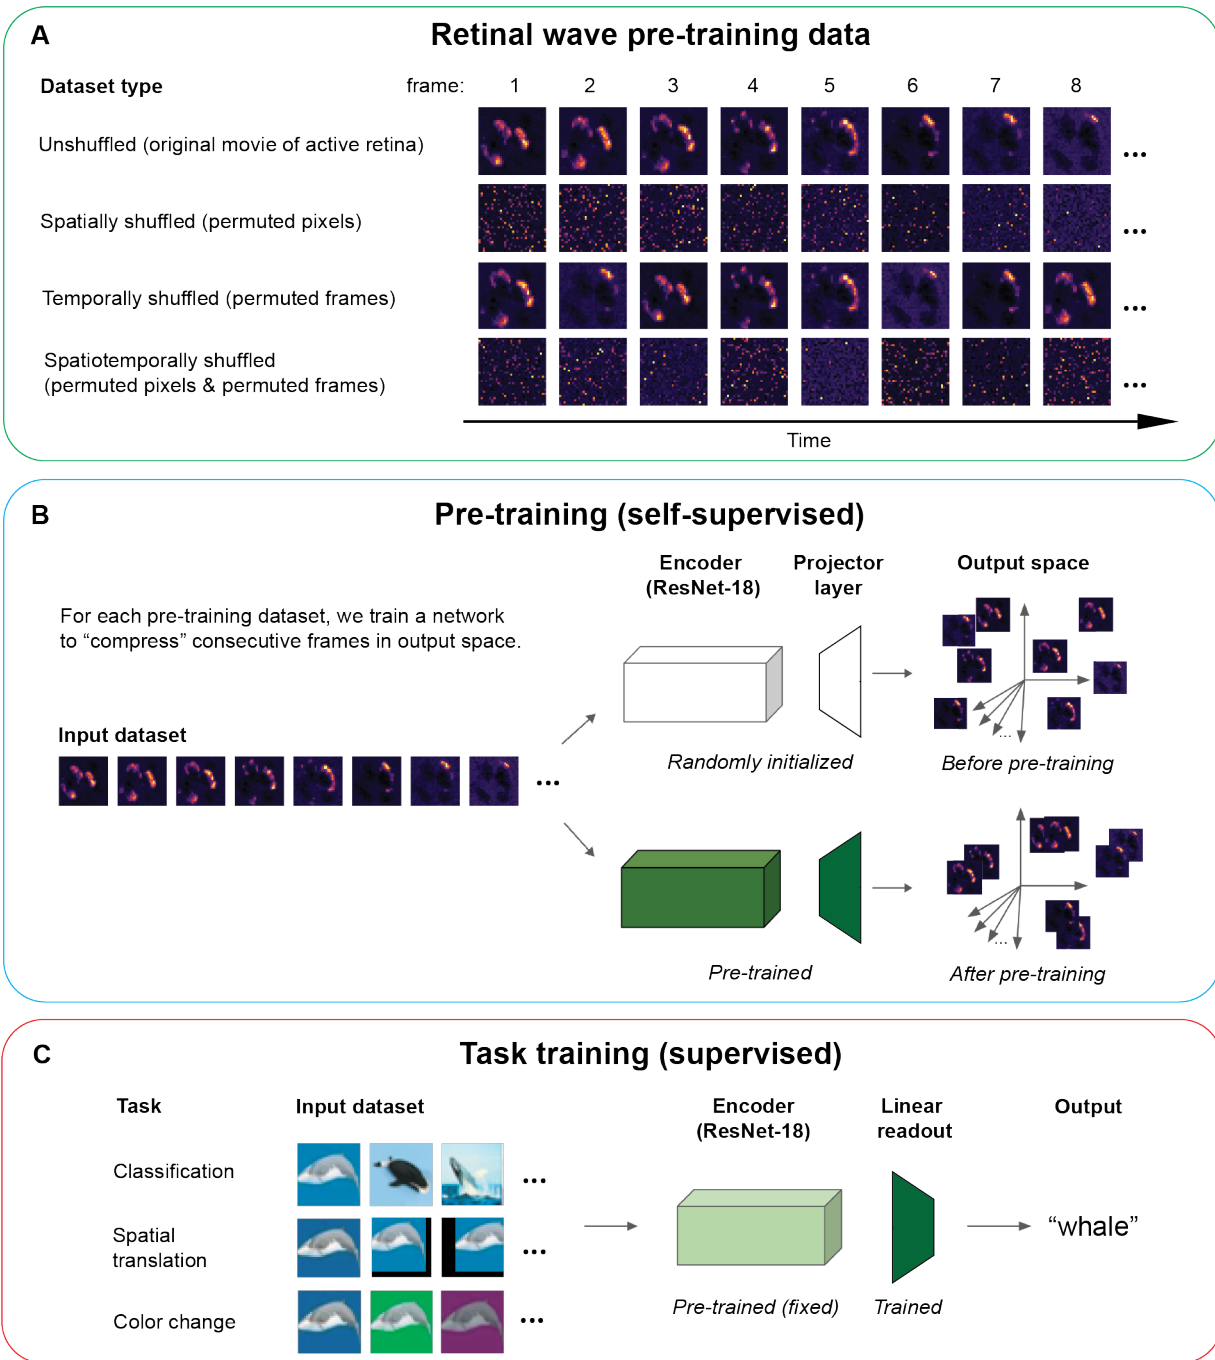 A
Retinal wave pre-training data
Dataset type
frame: 1 2 3 4 5 6 7 8
Unshuffled (original movie of active retina)
...
Spatially shuffled (permuted pixels)
...
Temporally shuffled (permuted frames)
...
Spatiotemporally shuffled
(permuted pixels & permuted frames)
...
Time
B
Pre-training (self-supervised)
Encoder
(ResNet-18)
Projector
layer
Output space
For each pre-training dataset, we train a network
to “compress” consecutive frames in output space.
Input dataset
...
...
Randomly initialized
Before pre-training
...
Pre-trained
After pre-training
C
Task training (supervised)
Task
Input dataset
Encoder
(ResNet-18)
Linear
readout
Output
Classification
...
Spatial
translation
...
“whale”
Pre-trained (fixed)
Trained
Color change
...